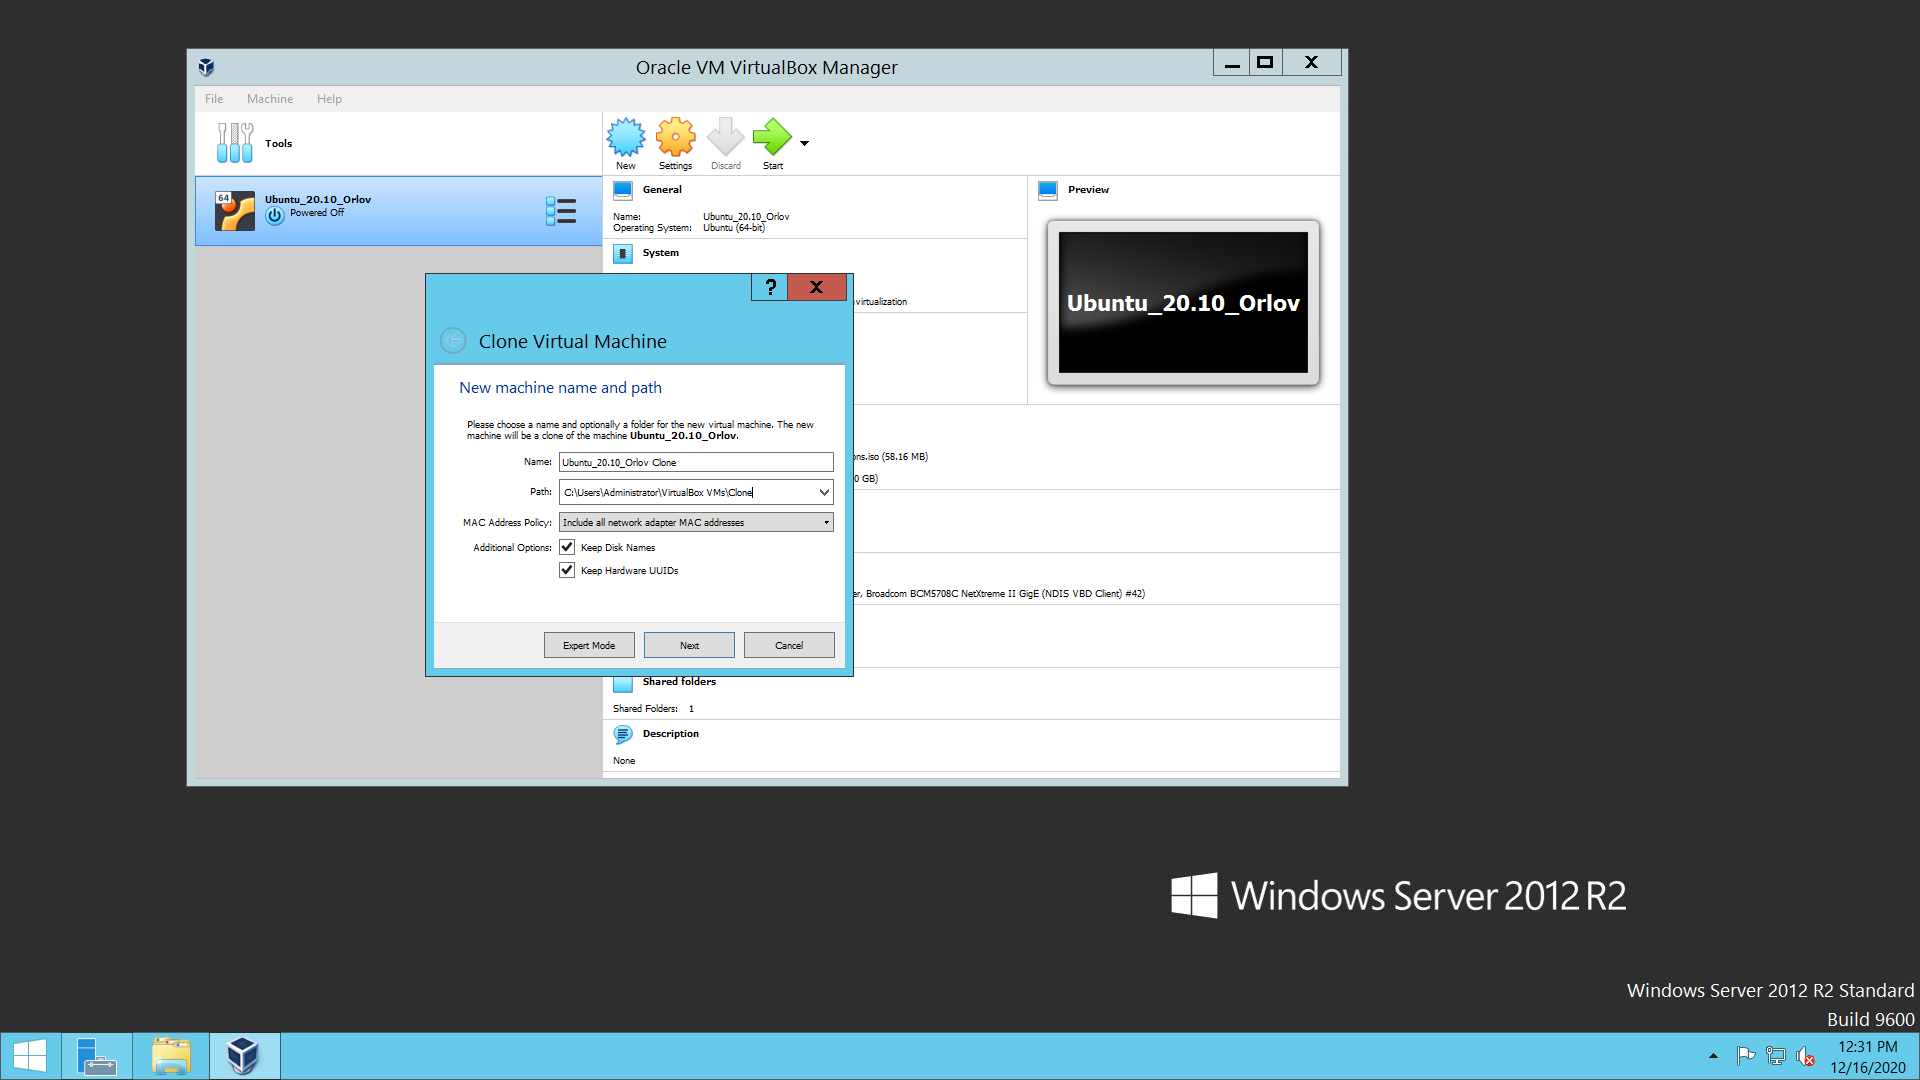 Oracle VM VirtualBox Manager
File Machine Help
Tools
New Settings Discard Start
64
Ubuntu_20.10_Orlov
Powered Off
General
Name: Ubuntu_20.10_Orlov
Operating System: Ubuntu (64-bit)
System
virtualization
Preview
Ubuntu_20.10_Orlov
?
Clone Virtual Machine
New machine name and path
Please choose a name and optionally a folder for the new virtual machine. The new
machine will be a clone of the machine Ubuntu_20.10_Orlov.
Name: Ubuntu_20.10_Orlov Clone
Path: C:\Users\Administrator\VirtualBox VMs\Clone
MAC Address Policy: Include all network adapter MAC addresses
Additional Options: Keep Disk Names
Keep Hardware UUIDs
Expert Mode Next Cancel
ons.iso (58.16 MB)
0 GB)
er, Broadcom BCM5708C NetXtreme II GigE (NDIS VBD Client) #42)
Shared folders
Shared Folders: 1
Description
None
Windows Server 2012 R2
Windows Server 2012 R2 Standard
Build 9600
12:31 PM
12/16/2020